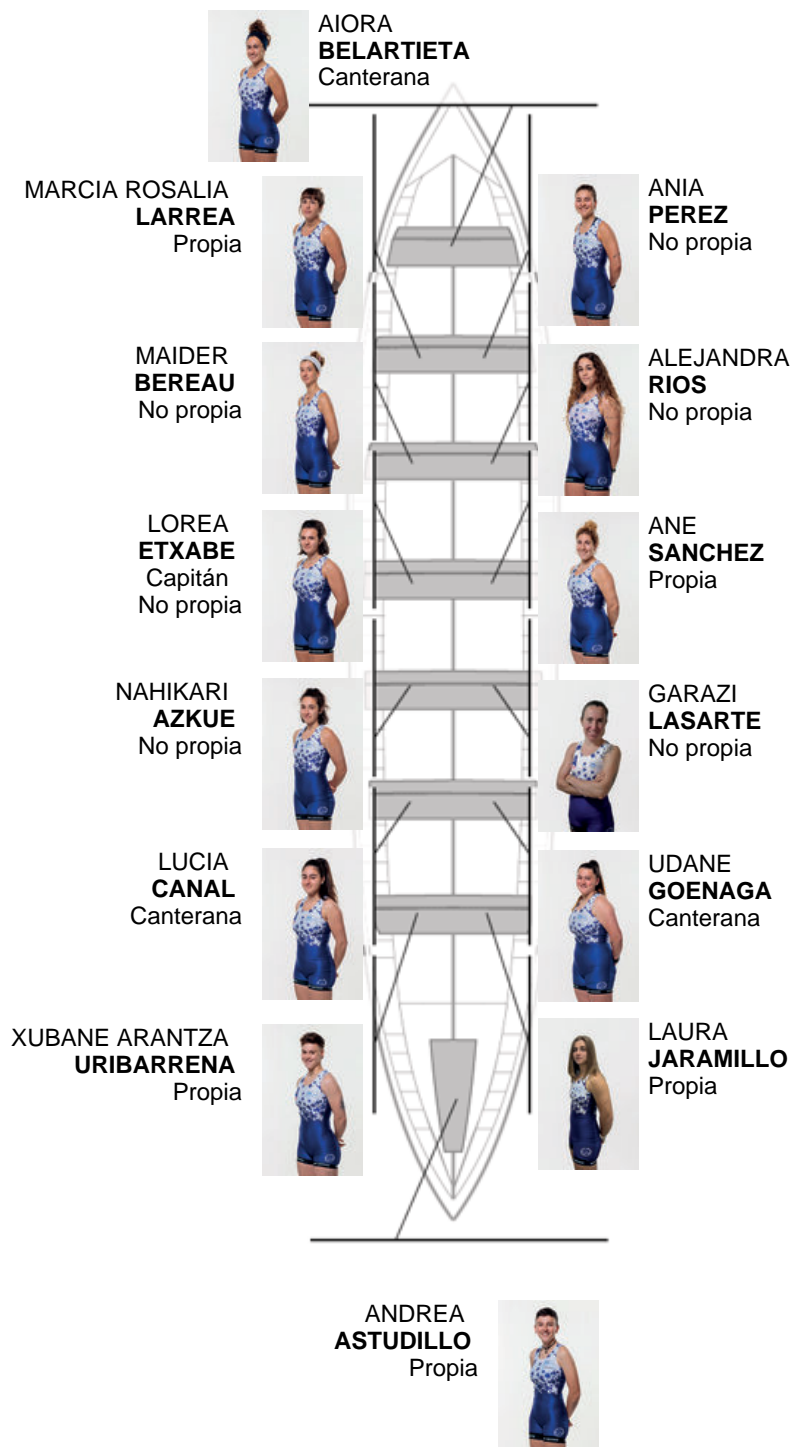 AIORA
BELARTIETA
Canterana
MARCIA ROSALIA
LARREA
Propia
ANIA
PEREZ
No propia
MAIDER
BEREAU
No propia
ALEJANDRA
RIOS
No propia
LOREA
ETXABE
Capitán
No propia
ANE
SANCHEZ
Propia
NAHIKARI
AZKUE
No propia
GARAZI
LASARTE
No propia
LUCIA
CANAL
Canterana
UDANE
GOENAGA
Canterana
XUBANE ARANTZA
URIBARRENA
Propia
LAURA
JARAMILLO
Propia
ANDREA
ASTUDILLO
Propia